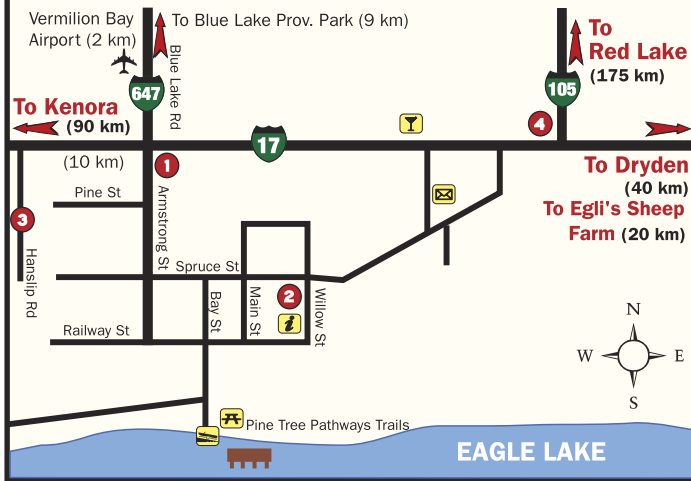 Vermilion Bay
Airport (2 km)
To Blue Lake Prov. Park (9 km)
Blue Lake Rd
647
To
Red Lake
(175 km)
105
To Kenora
(90 km)
4
17
(10 km)
1
To Dryden
(40 km)
To Egli's Sheep
Farm (20 km)
Pine St
Armstrong St
3
Hanslip Rd
Spruce St
Bay St
Main St
2
i
Willow St
Railway St
N
W
E
S
Pine Tree Pathways Trails
EAGLE LAKE